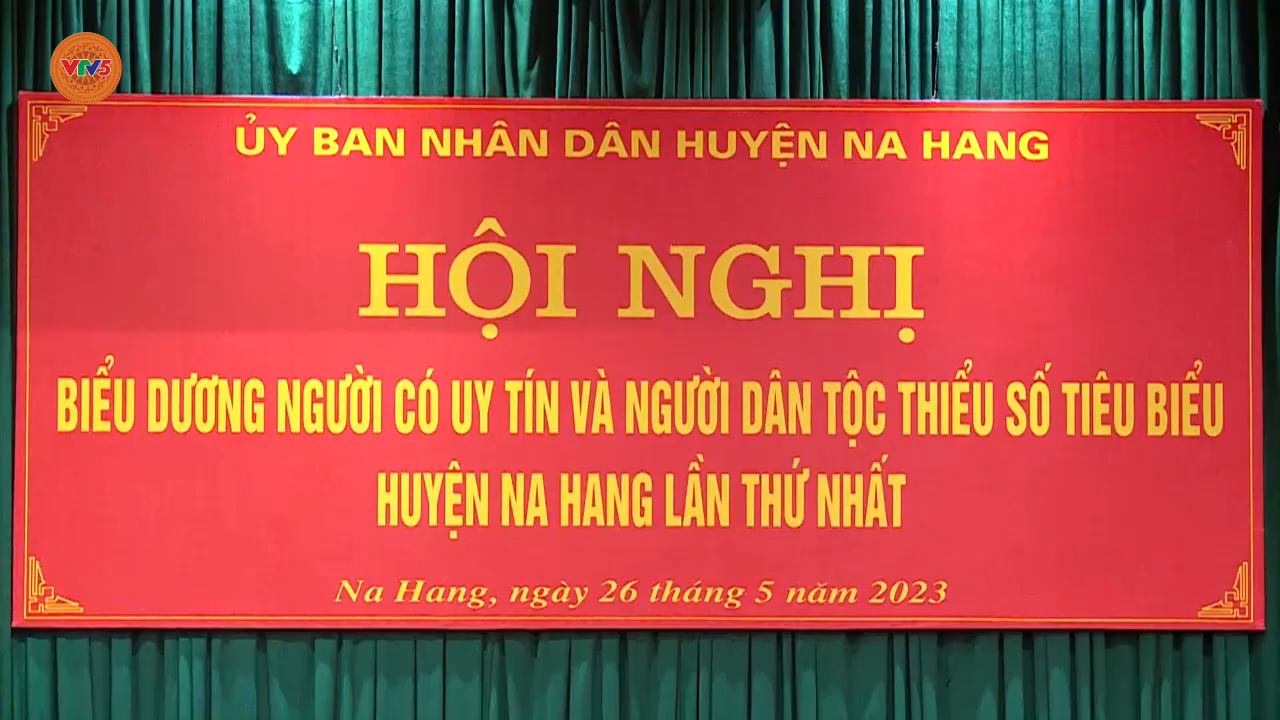 VTV5
ỦY BAN NHÂN DÂN HUYỆN NA HANG
HỘI NGHỊ
BIỂU DƯƠNG NGƯỜI CÓ UY TÍN VÀ NGƯỜI DÂN TỘC THIỂU SỐ TIÊU BIỂU
HUYỆN NA HANG LẦN THỨ NHẤT
Na Hang, ngày 26 tháng 5 năm 2023